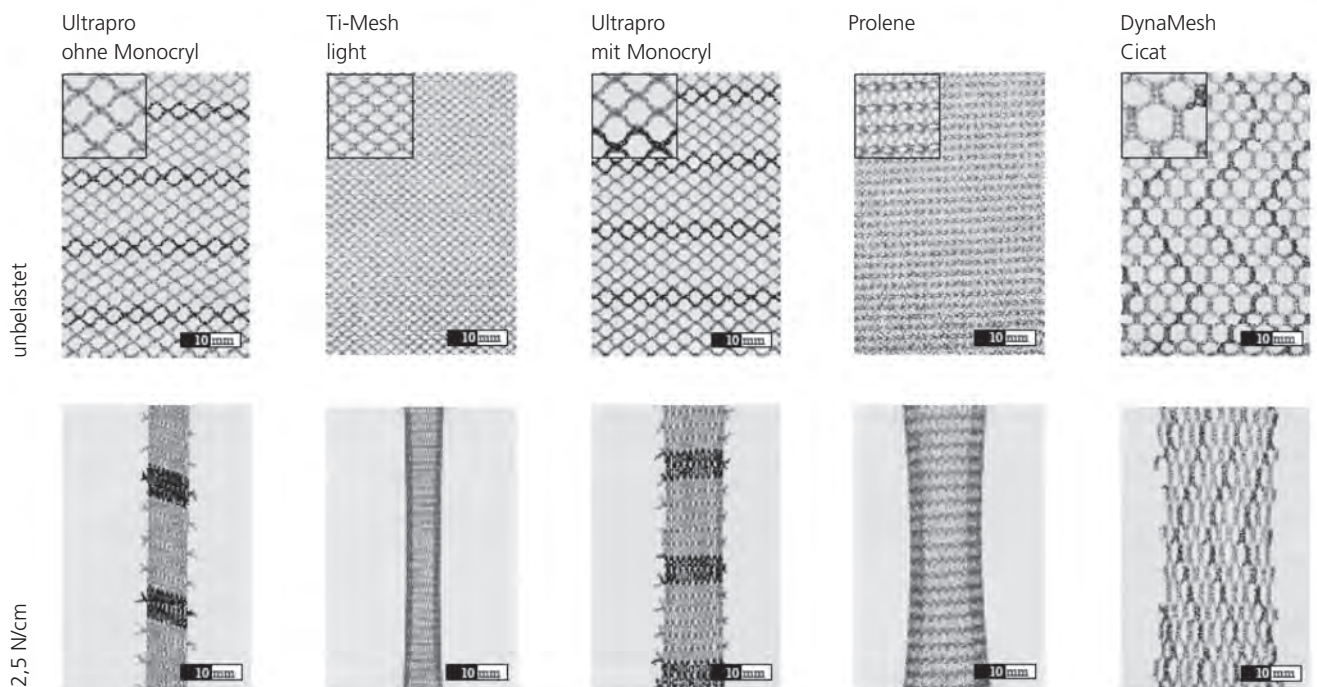 Ultrapro
ohne Monocryl
Ti-Mesh
light
Ultrapro
mit Monocryl
Prolene
DynaMesh
Cicat
unbelastet
10 mm
10 mm
10 mm
10 mm
10 mm
2,5 N/cm
10 mm
10 mm
10 mm
10 mm
10 mm